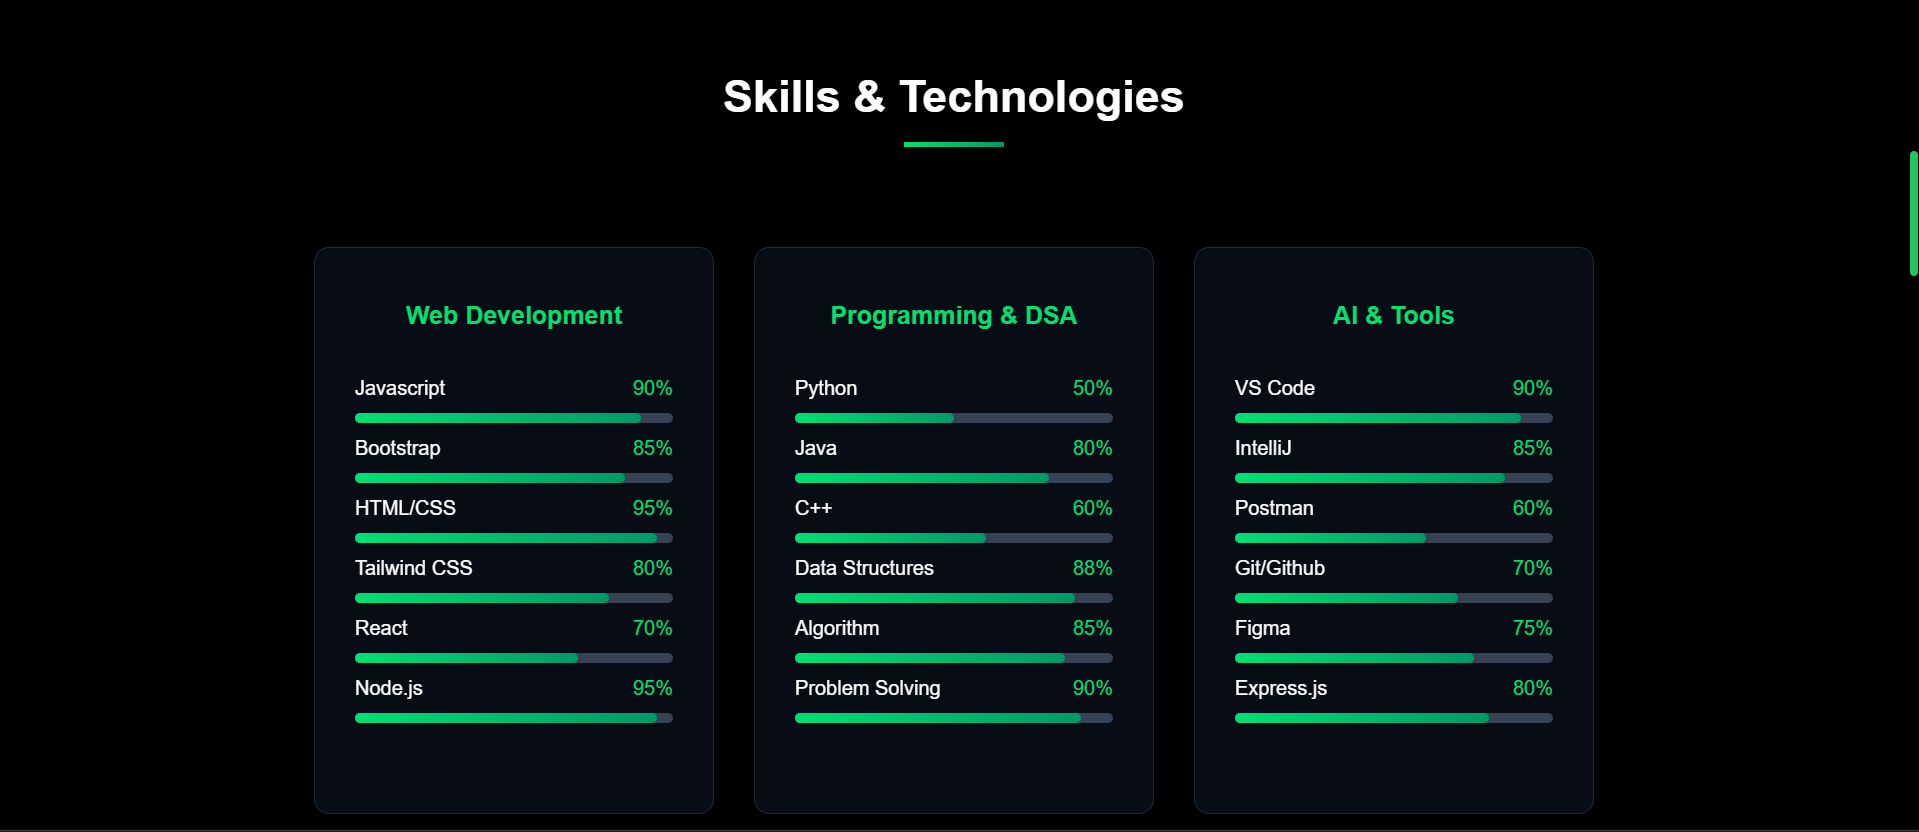 Skills & Technologies
Web Development
Javascript 90%
Bootstrap 85%
HTML/CSS 95%
Tailwind CSS 80%
React 70%
Node.js 95%
Programming & DSA
Python 50%
Java 80%
C++ 60%
Data Structures 88%
Algorithm 85%
Problem Solving 90%
AI & Tools
VS Code 90%
IntelliJ 85%
Postman 60%
Git/Github 70%
Figma 75%
Express.js 80%